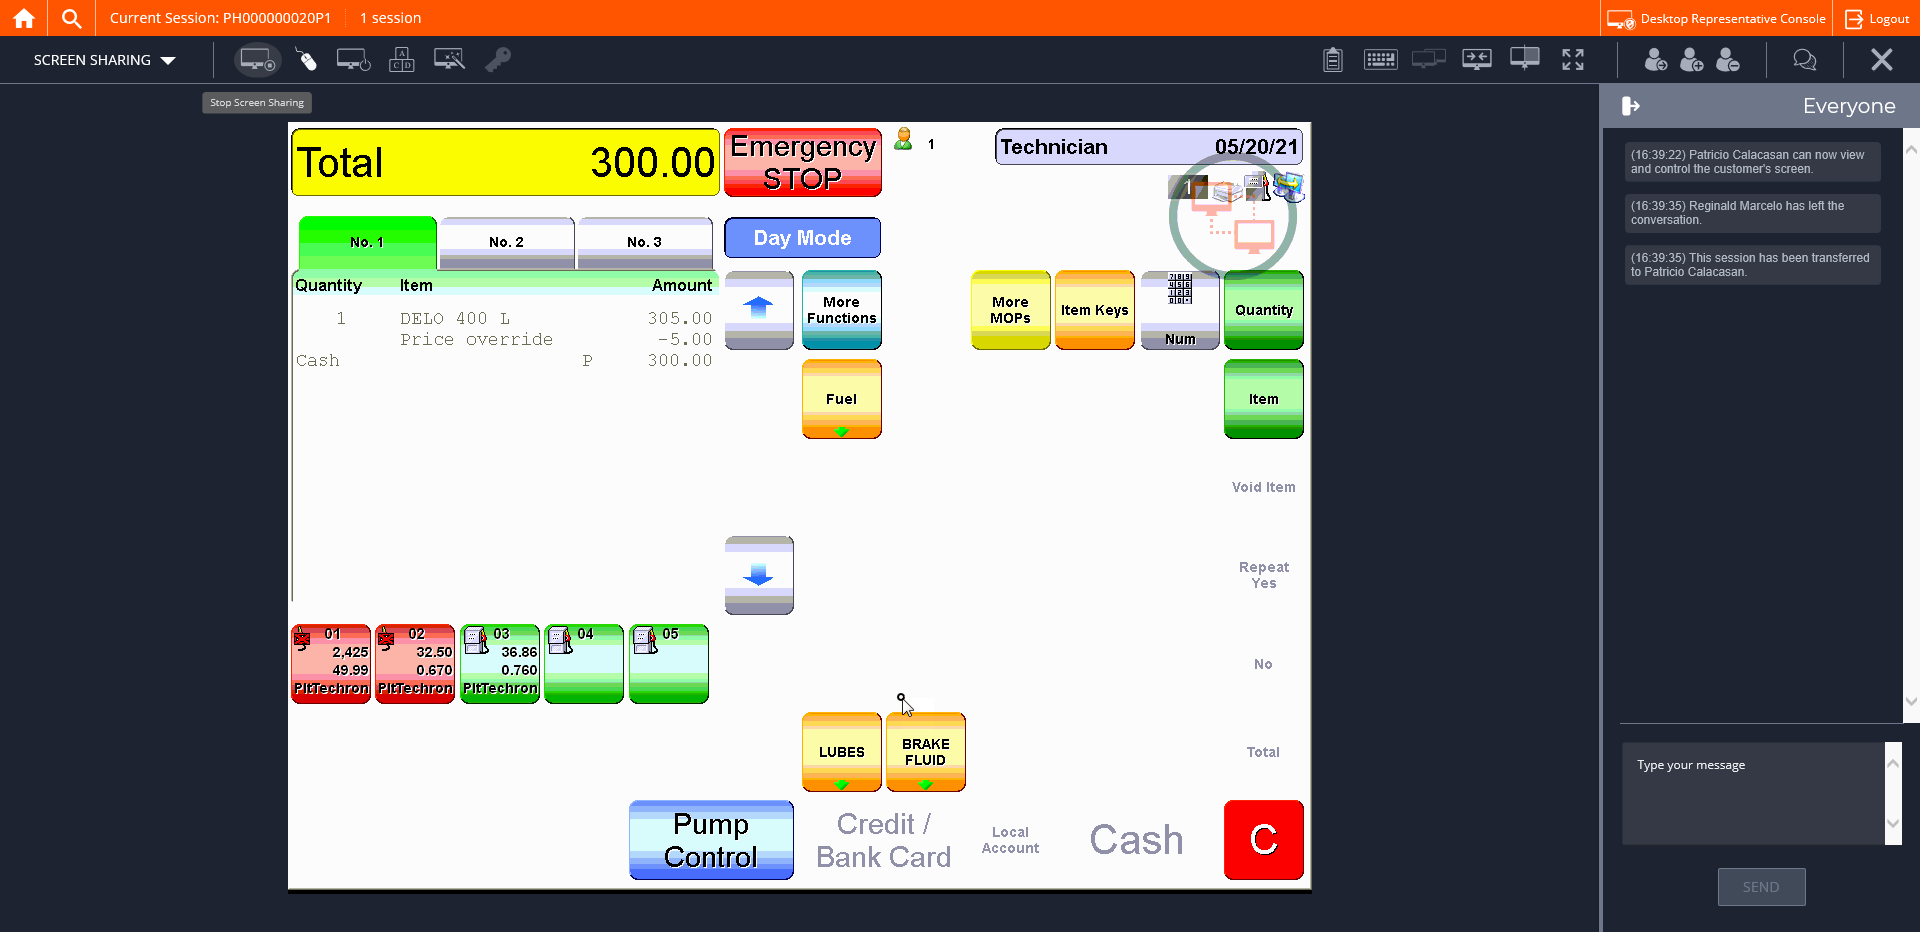 Current Session: PH000000020P1
1 session
Desktop Representative Console
Logout
SCREEN SHARING
Stop Screen Sharing
Everyone
(16:39:22) Patricio Calacasan can now view
and control the customer's screen.
(16:39:35) Reginald Marcelo has left the
conversation.
(16:39:35) This session has been transferred
to Patricio Calacasan.
Type your message
SEND
Total 300.00
Emergency
STOP
1
Technician 05/20/21
1
No. 1
No. 2
No. 3
Day Mode
Quantity Item Amount
1 DELO 400 L 305.00
Price override -5.00
Cash P 300.00
More
Functions
More
MOPs
Item Keys
Num
Quantity
Fuel
Item
Void Item
Repeat
Yes
No
Total
01
2,425
49.99
PltTechron
02
32.50
0.670
PltTechron
03
36.86
0.760
PltTechron
04
05
LUBES
BRAKE
FLUID
Pump
Control
Credit /
Bank Card
Local
Account
Cash
C